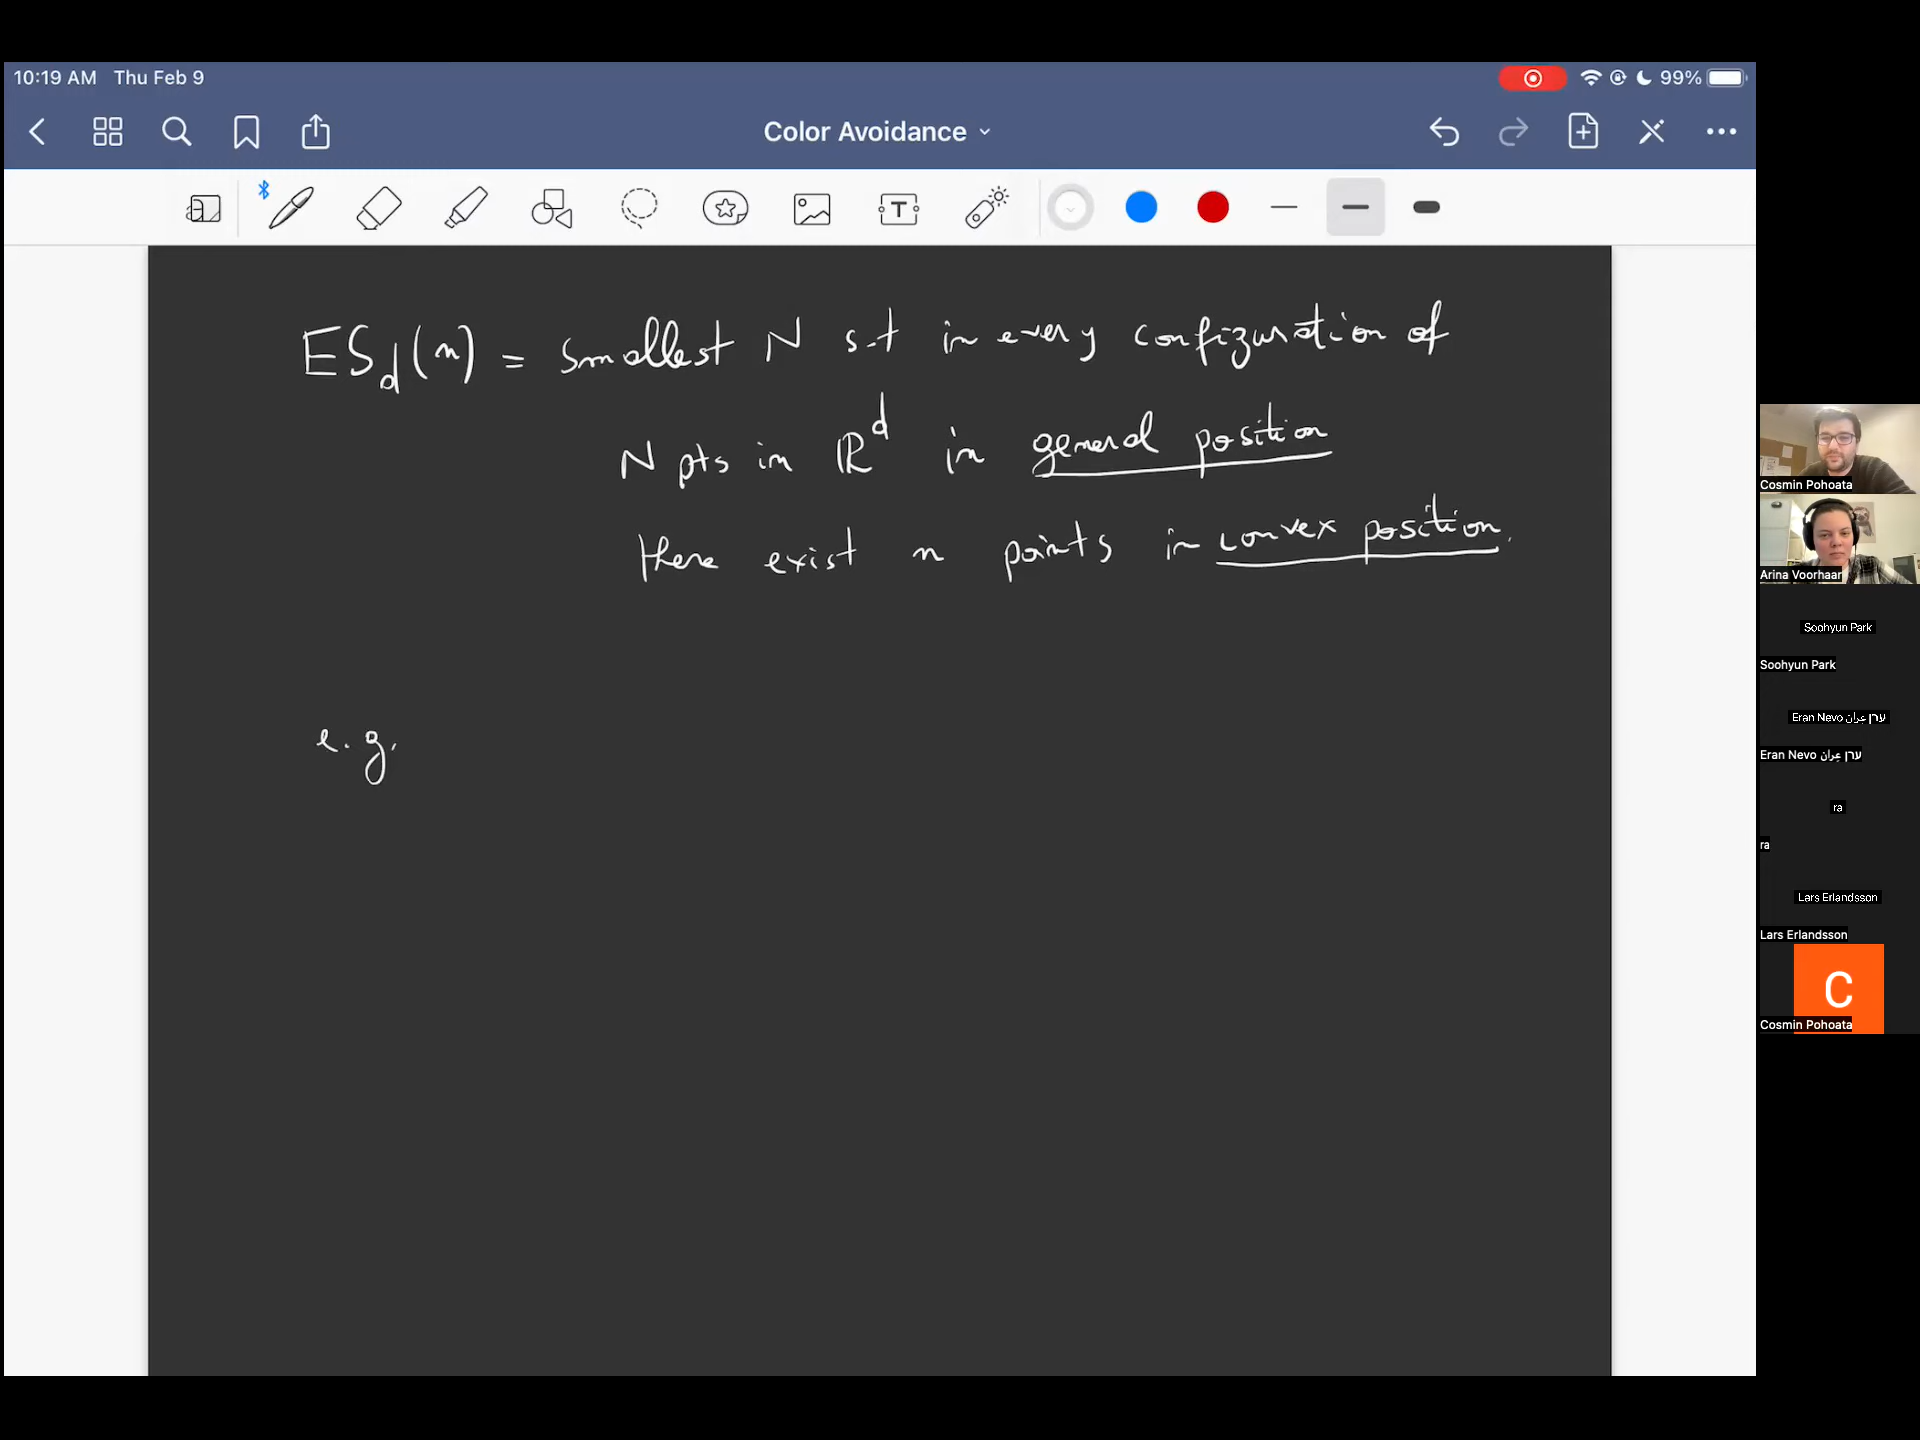 10:19 AM Thu Feb 9
99%
Color Avoidance
T
ES_d(n) = smallest N s.t in every configuration of
N pts in ℝ^d in general position
there exist n points in convex position.
e.g.
Cosmin Pohoata
Arina Voorhaar
Soohyun Park
Soohyun Park
Eran Nevo ערן عران
Eran Nevo ערן عران
ra
ra
Lars Erlandsson
Lars Erlandsson
C
Cosmin Pohoata